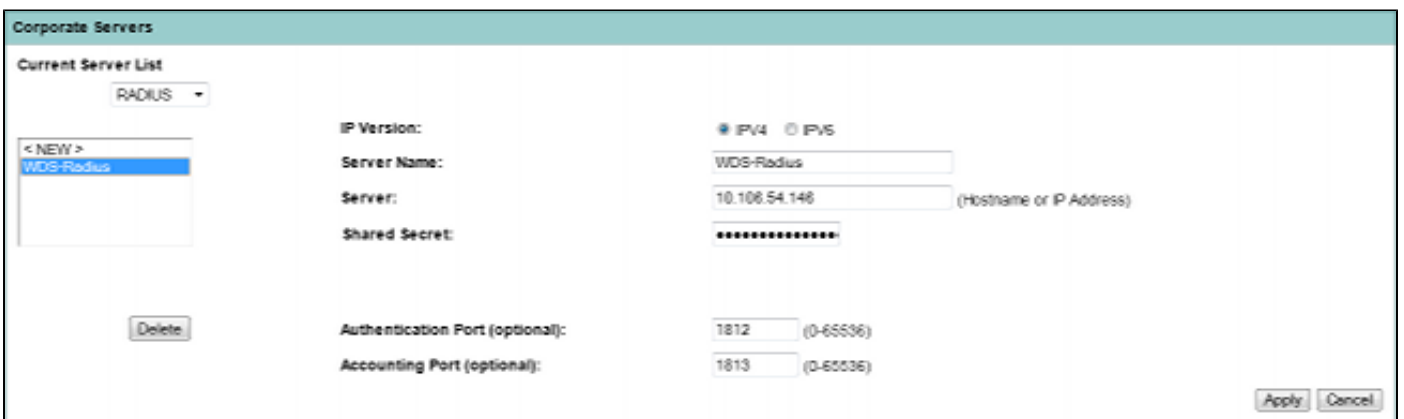 Corporate Servers
Current Server List
RADIUS
< NEW >
WDS-Radius
Delete
IP Version: IPV4 IPV6
Server Name: WDS-Radius
Server: 10.106.54.146 (Hostname or IP Address)
Shared Secret: ••••••••••••••
Authentication Port (optional): 1812 (0-65536)
Accounting Port (optional): 1813 (0-65536)
Apply Cancel